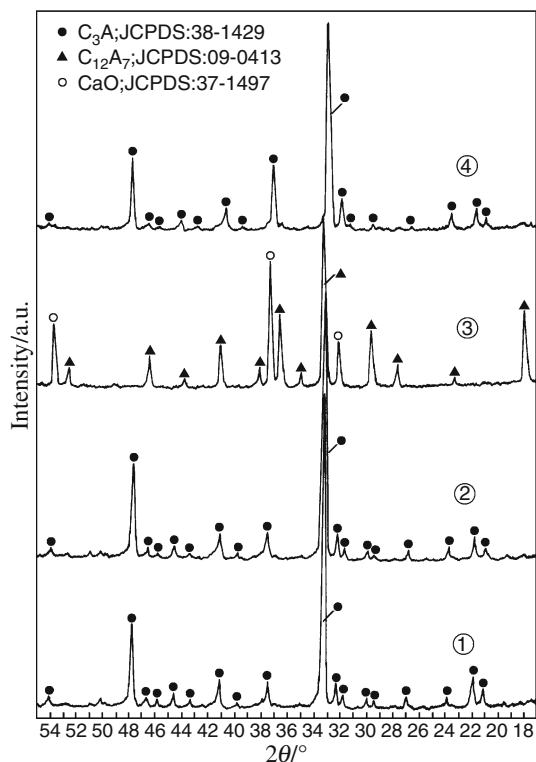 ● C₃A;JCPDS:38-1429
▲ C₁₂A₇;JCPDS:09-0413
○ CaO;JCPDS:37-1497
④
③
②
①
Intensity/a.u.
54 52 50 48 46 44 42 40 38 36 34 32 30 28 26 24 22 20 18
2θ/°